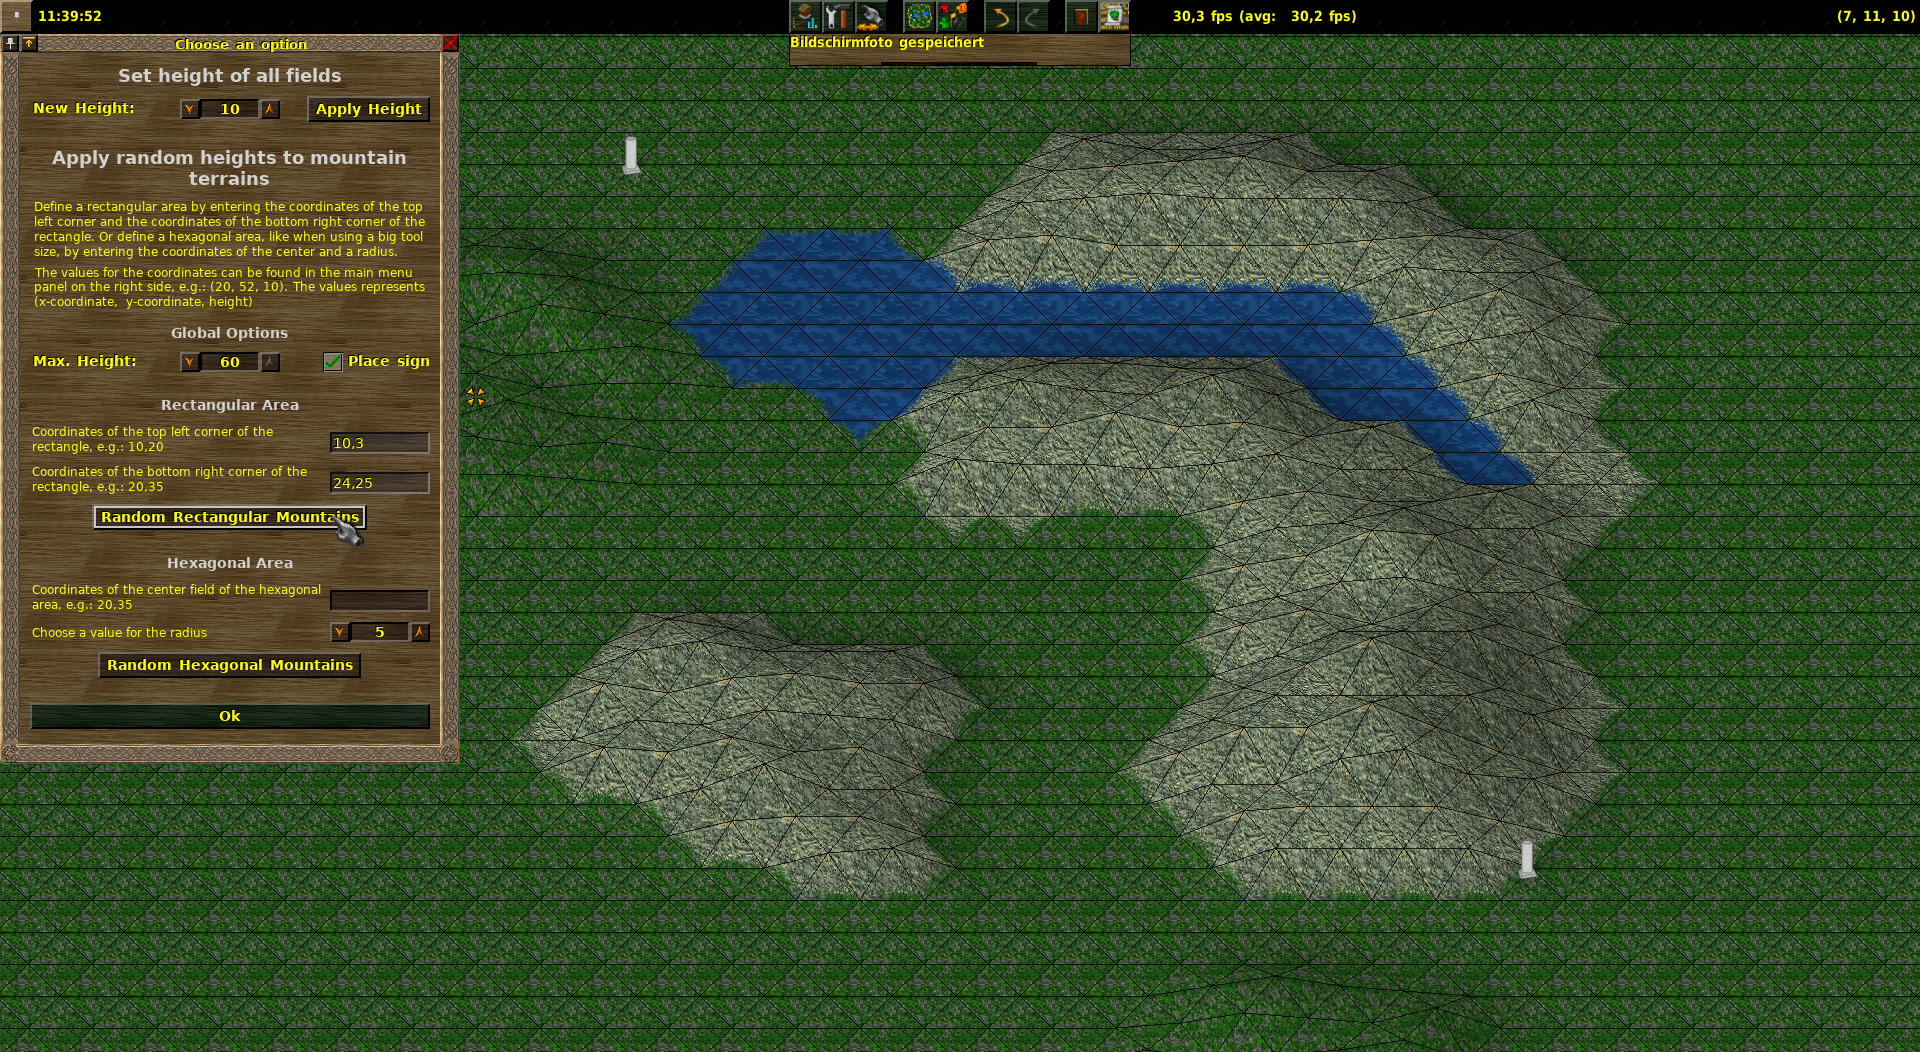 11:39:52
30,3 fps (avg: 30,2 fps)
(7, 11, 10)
Bildschirmfoto gespeichert
Choose an option
Set height of all fields
New Height:
10
Apply Height
Apply random heights to mountain
terrains
Define a rectangular area by entering the coordinates of the top
left corner and the coordinates of the bottom right corner of the
rectangle. Or define a hexagonal area, like when using a big tool
size, by entering the coordinates of the center and a radius.
The values for the coordinates can be found in the main menu
panel on the right side, e.g.: (20, 52, 10). The values represents
(x-coordinate, y-coordinate, height)
Global Options
Max. Height:
60
Place sign
Rectangular Area
Coordinates of the top left corner of the
rectangle, e.g.: 10,20
10,3
Coordinates of the bottom right corner of the
rectangle, e.g.: 20,35
24,25
Random Rectangular Mountains
Hexagonal Area
Coordinates of the center field of the hexagonal
area, e.g.: 20,35
Choose a value for the radius
5
Random Hexagonal Mountains
Ok